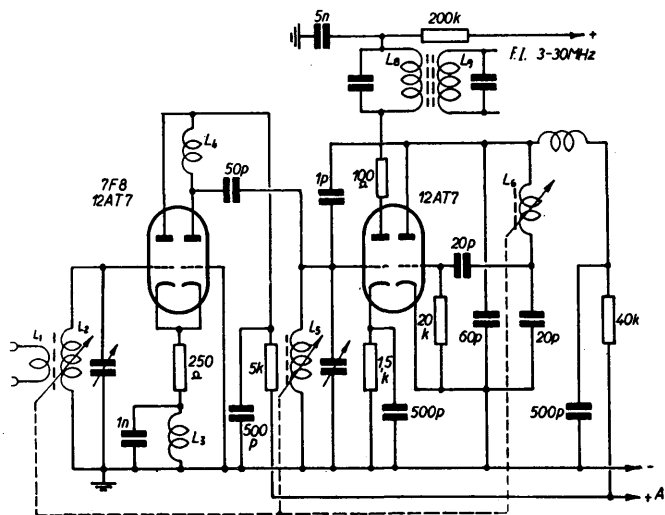 5n
200k
+
F.I. 3-30MHz
L8
L9
L4
50p
1p
100
Ω
12AT7
L6
7F8
12AT7
20p
L1
L2
250
Ω
5k
L5
1,5
k
20
k
60p
20p
40k
1n
L3
500
p
500p
500p
-
+A